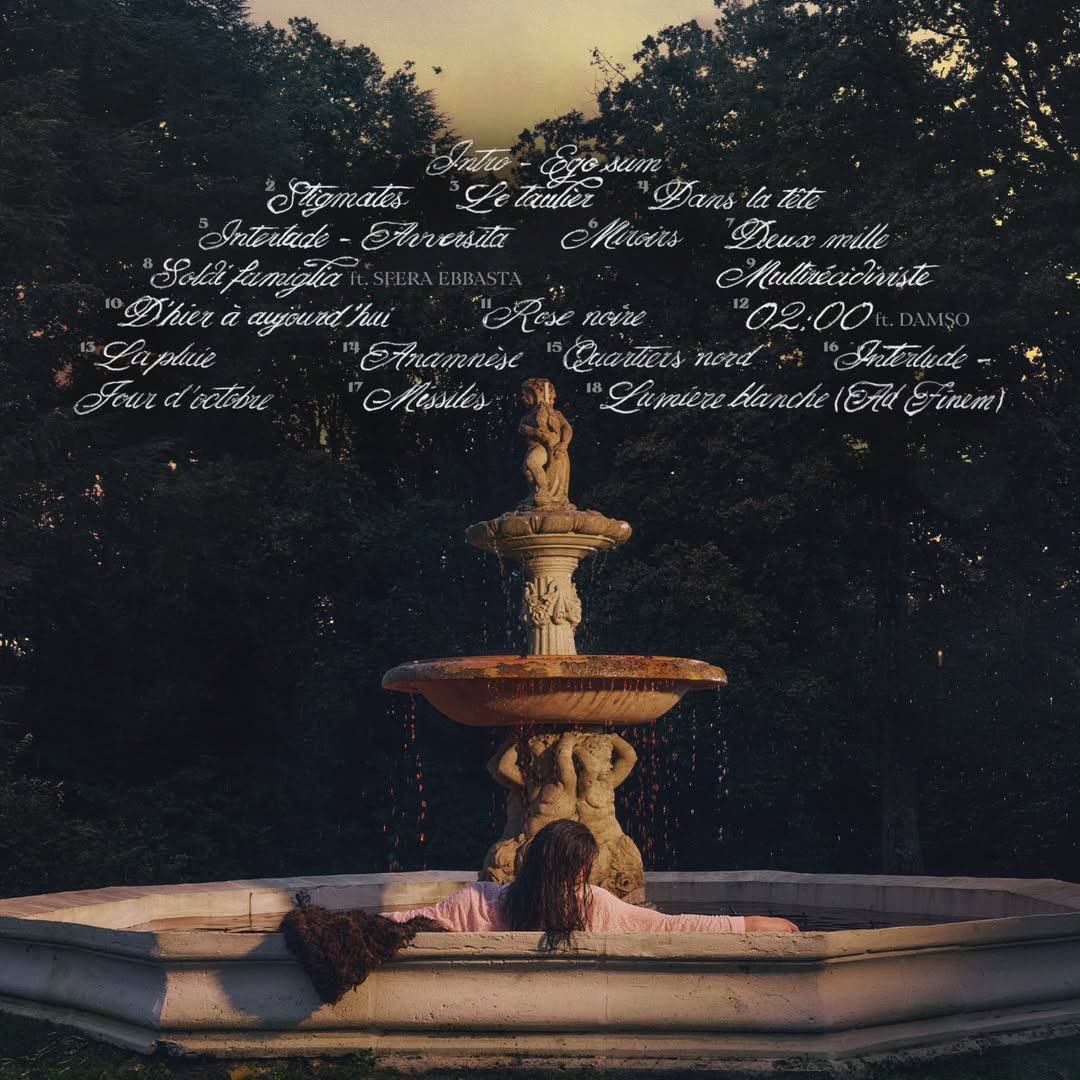 1 Intro - Ego sum
2 Stigmates 3 Le taulier 4 Dans la tête
5 Interlude - Avversita 6 Miroirs 7 Deux mille
8 Soldi famiglia ft. SFERA EBBASTA 9 Multirécidiviste
10 D'hier à aujourd'hui 11 Rose noire 12 02:00 ft. DAMSO
13 La pluie 14 Anamnèse 15 Quartiers nord 16 Interlude -
Jour d'octobre 17 Missiles 18 Lumière blanche (Ad Finem)